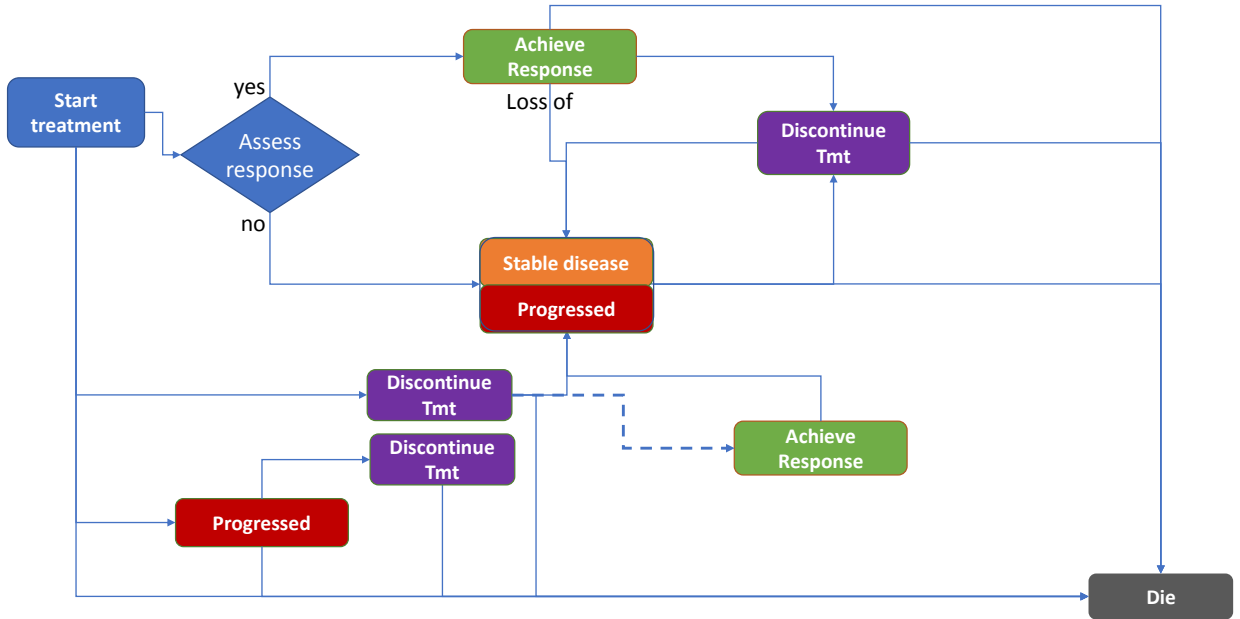 Achieve
Response
yes
Start
treatment
Loss of
Assess
response
Discontinue
Tmt
no
Stable disease
Progressed
Discontinue
Tmt
Achieve
Response
Discontinue
Tmt
Progressed
Die